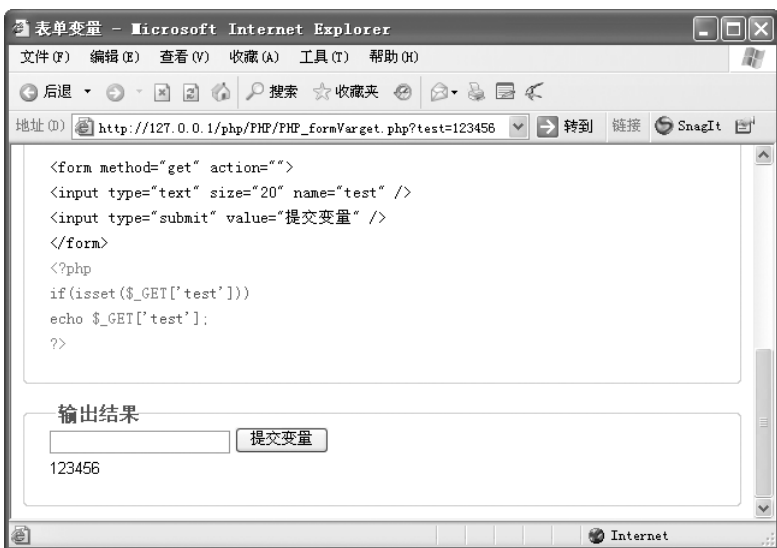 表单变量 - Microsoft Internet Explorer
文件(F) 编辑(E) 查看(V) 收藏(A) 工具(T) 帮助(H)
后退 搜索 收藏夹
地址(D) http://127.0.0.1/php/PHP/PHP_formVarget.php?test=123456 转到 链接 SnagIt
<form method="get" action="">
<input type="text" size="20" name="test" />
<input type="submit" value="提交变量" />
</form>
<?php
if(isset($_GET['test']))
echo $_GET['test'];
?>
输出结果
提交变量
123456
Internet